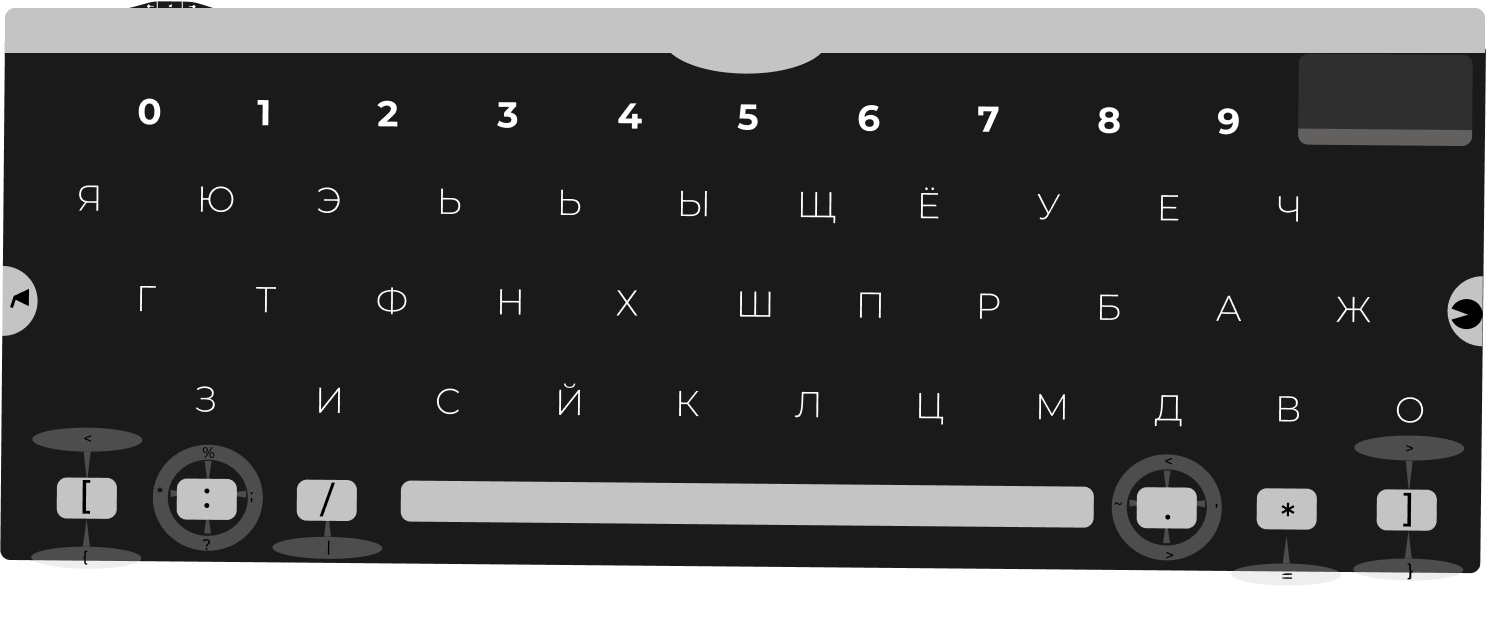 0 1 2 3 4 5 6 7 8 9
Я Ю Э Ь Ь Ы Щ Ё У Е Ч
Г Т Ф Н Х Ш П Р Б А Ж
З И С Й К Л Ц М Д В О
< % < >
[ * : ; / ~ . ' * ]
{ ? | > = }